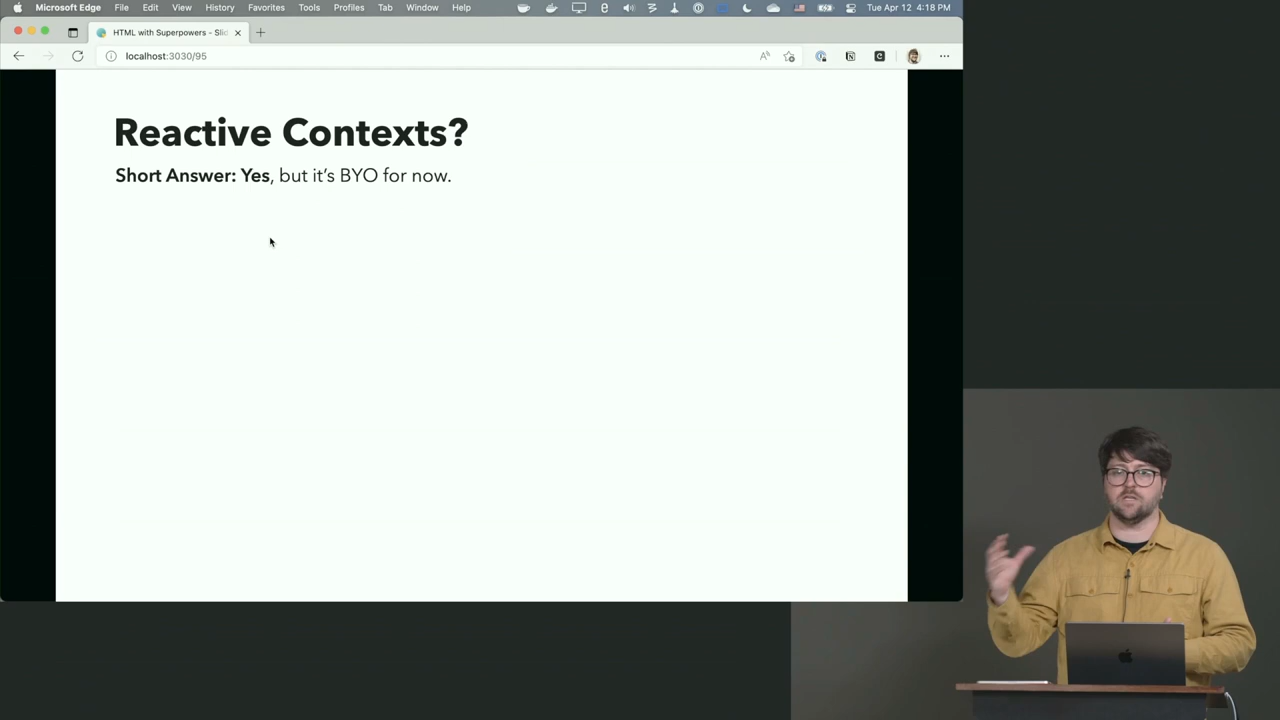 Microsoft Edge File Edit View History Favorites Tools Profiles Tab Window Help Tue Apr 12 4:18 PM
HTML with Superpowers - Sli
localhost:3030/95
Reactive Contexts?
Short Answer: Yes, but it's BYO for now.